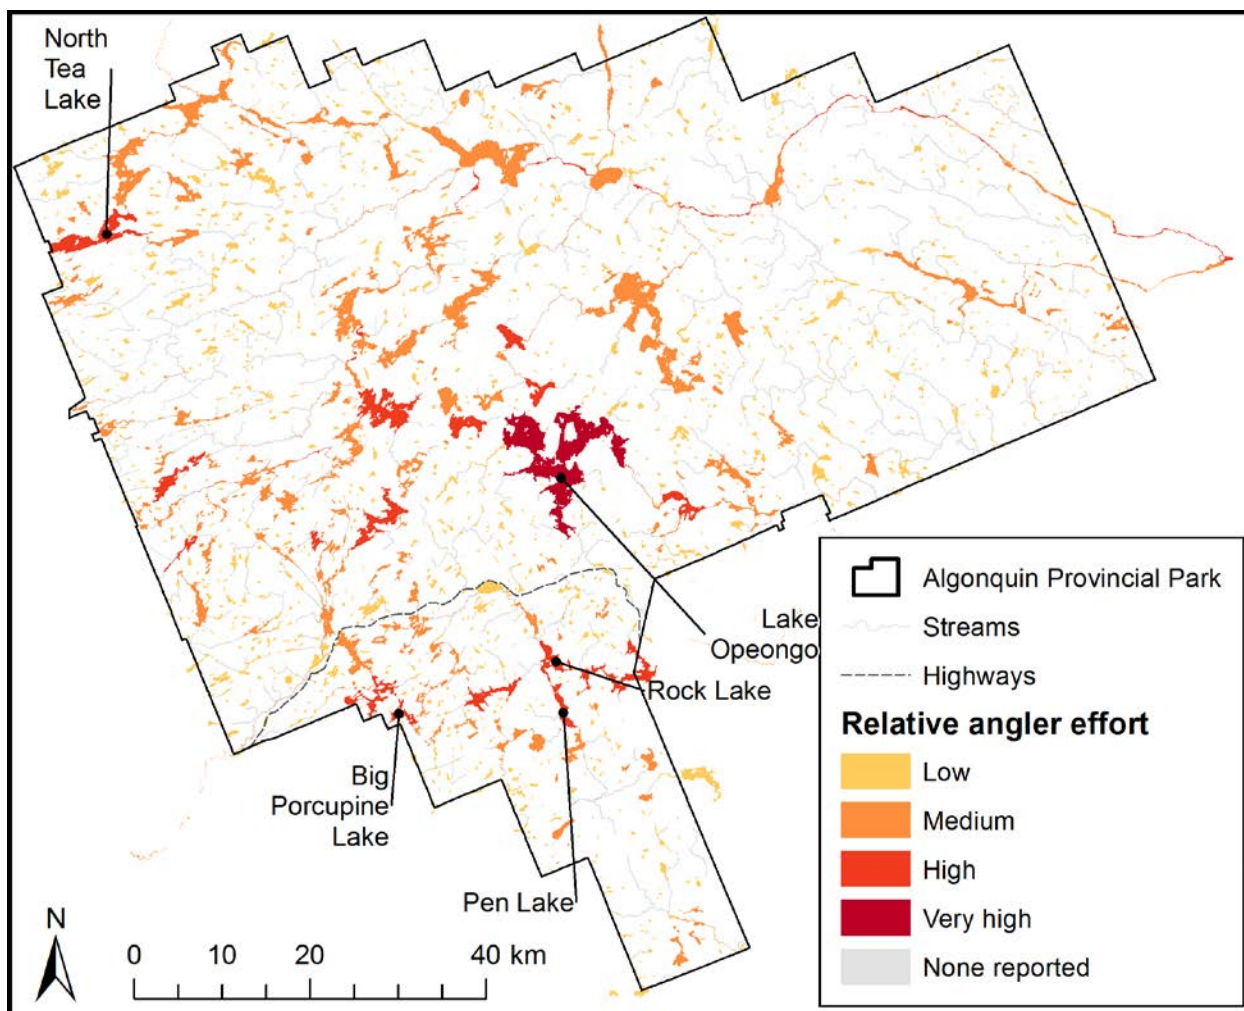 North
Tea
Lake
Lake
Opeongo
Rock Lake
Big
Porcupine
Lake
Pen Lake
N
0 10 20 40 km
Algonquin Provincial Park
Streams
Highways
Relative angler effort
Low
Medium
High
Very high
None reported